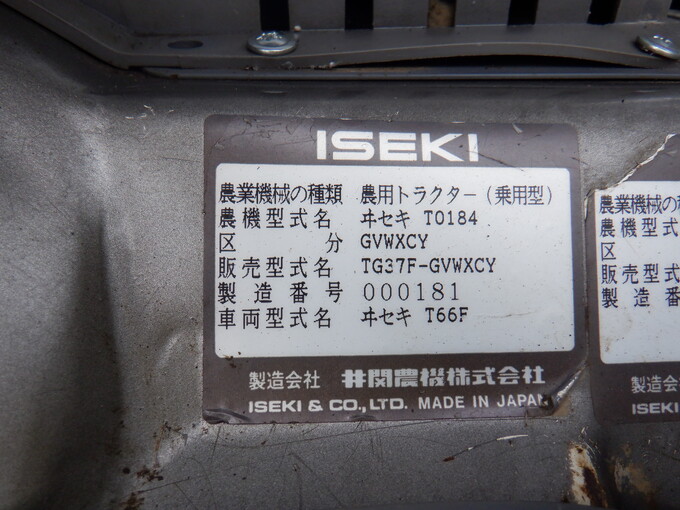 ISEKI
農業機械の種類 農用トラクター(乗用型)
農機型式名 ヰセキ T0184
区分 GVWXCY
販売型式名 TG37F-GVWXCY
製造番号 000181
車両型式名 ヰセキ T66F
製造会社 井関農機株式会社
ISEKI & CO., LTD. MADE IN JAPAN
農業機械の種
農機型式
区
販売型式
製造番
製造会
ISEKI